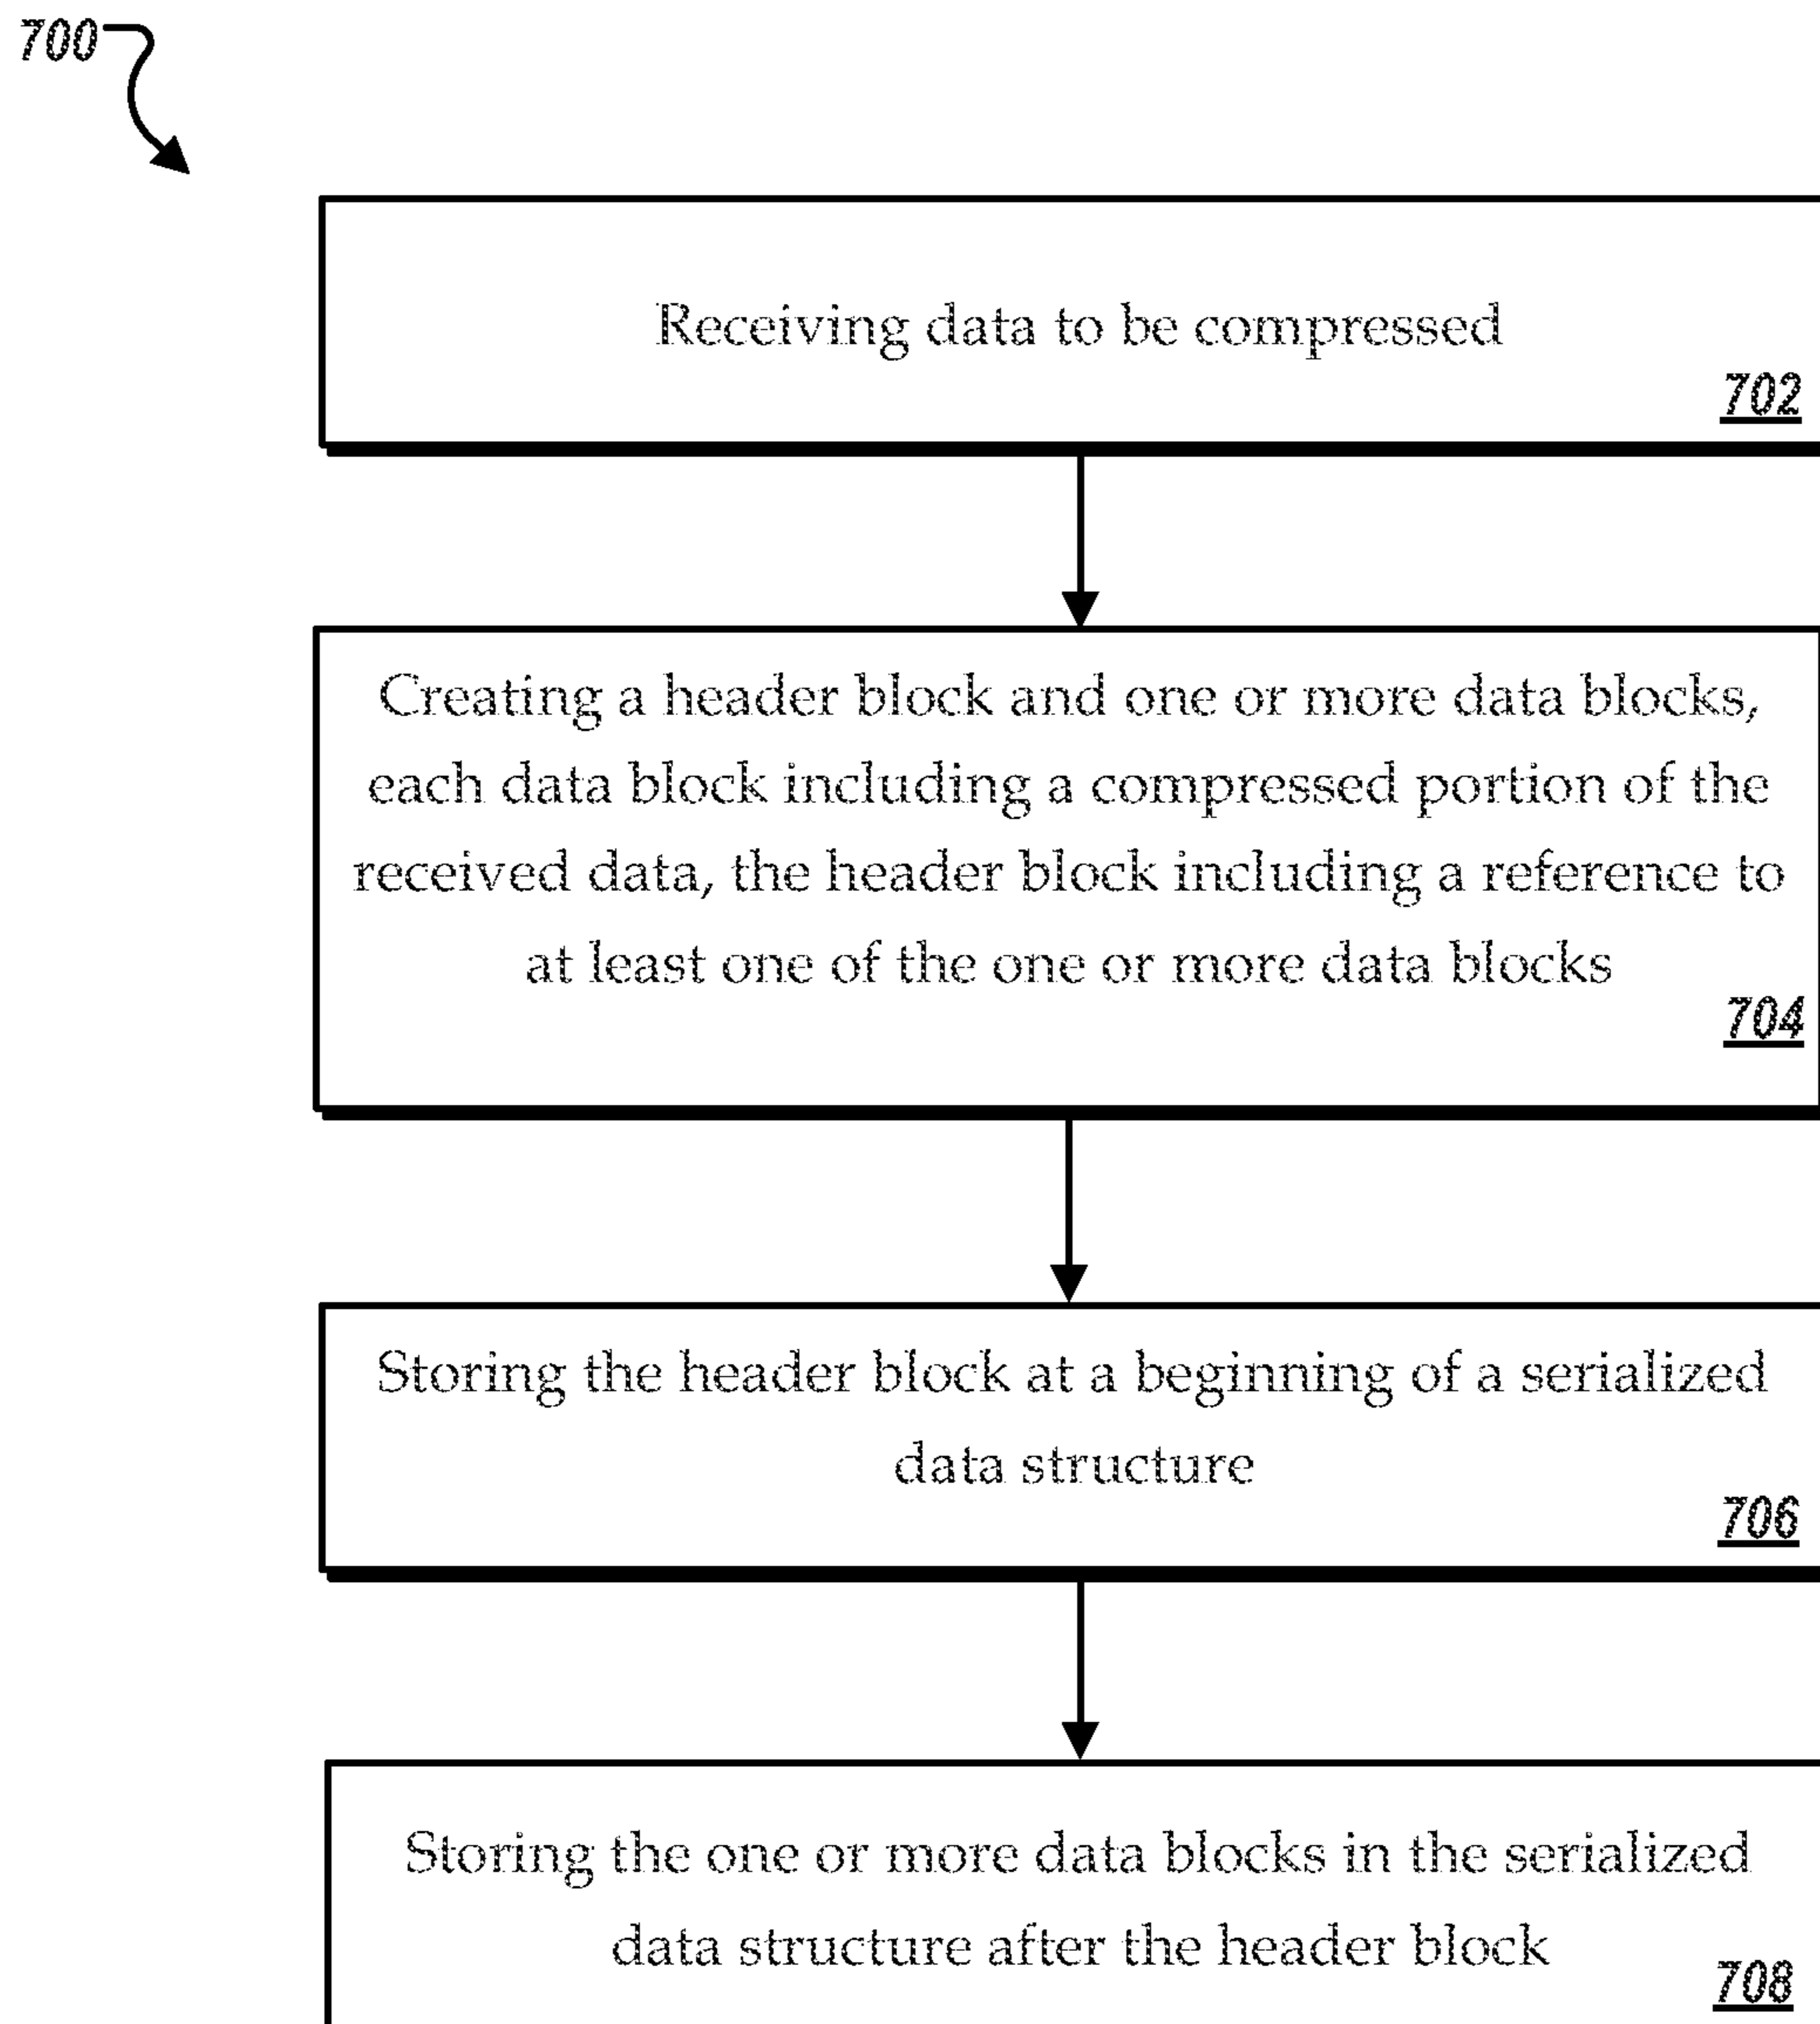 700
Receiving data to be compressed
702
Creating a header block and one or more data blocks,
each data block including a compressed portion of the
received data, the header block including a reference to
at least one of the one or more data blocks
704
Storing the header block at a beginning of a serialized
data structure
706
Storing the one or more data blocks in the serialized
data structure after the header block
708